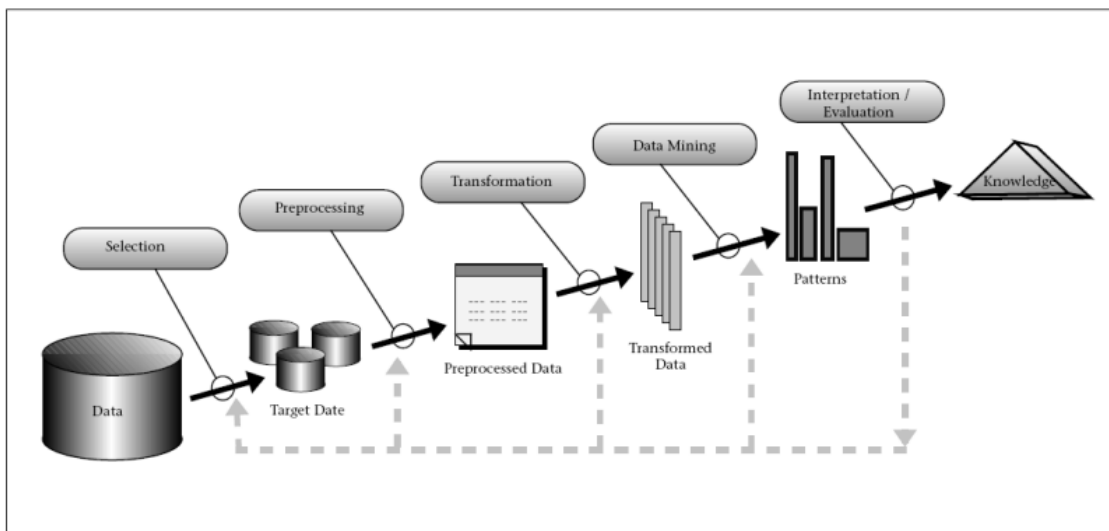 Interpretation /
Evaluation
Data Mining
Transformation
Preprocessing
Selection
Data
Target Date
Preprocessed Data
Transformed
Data
Patterns
Knowledge